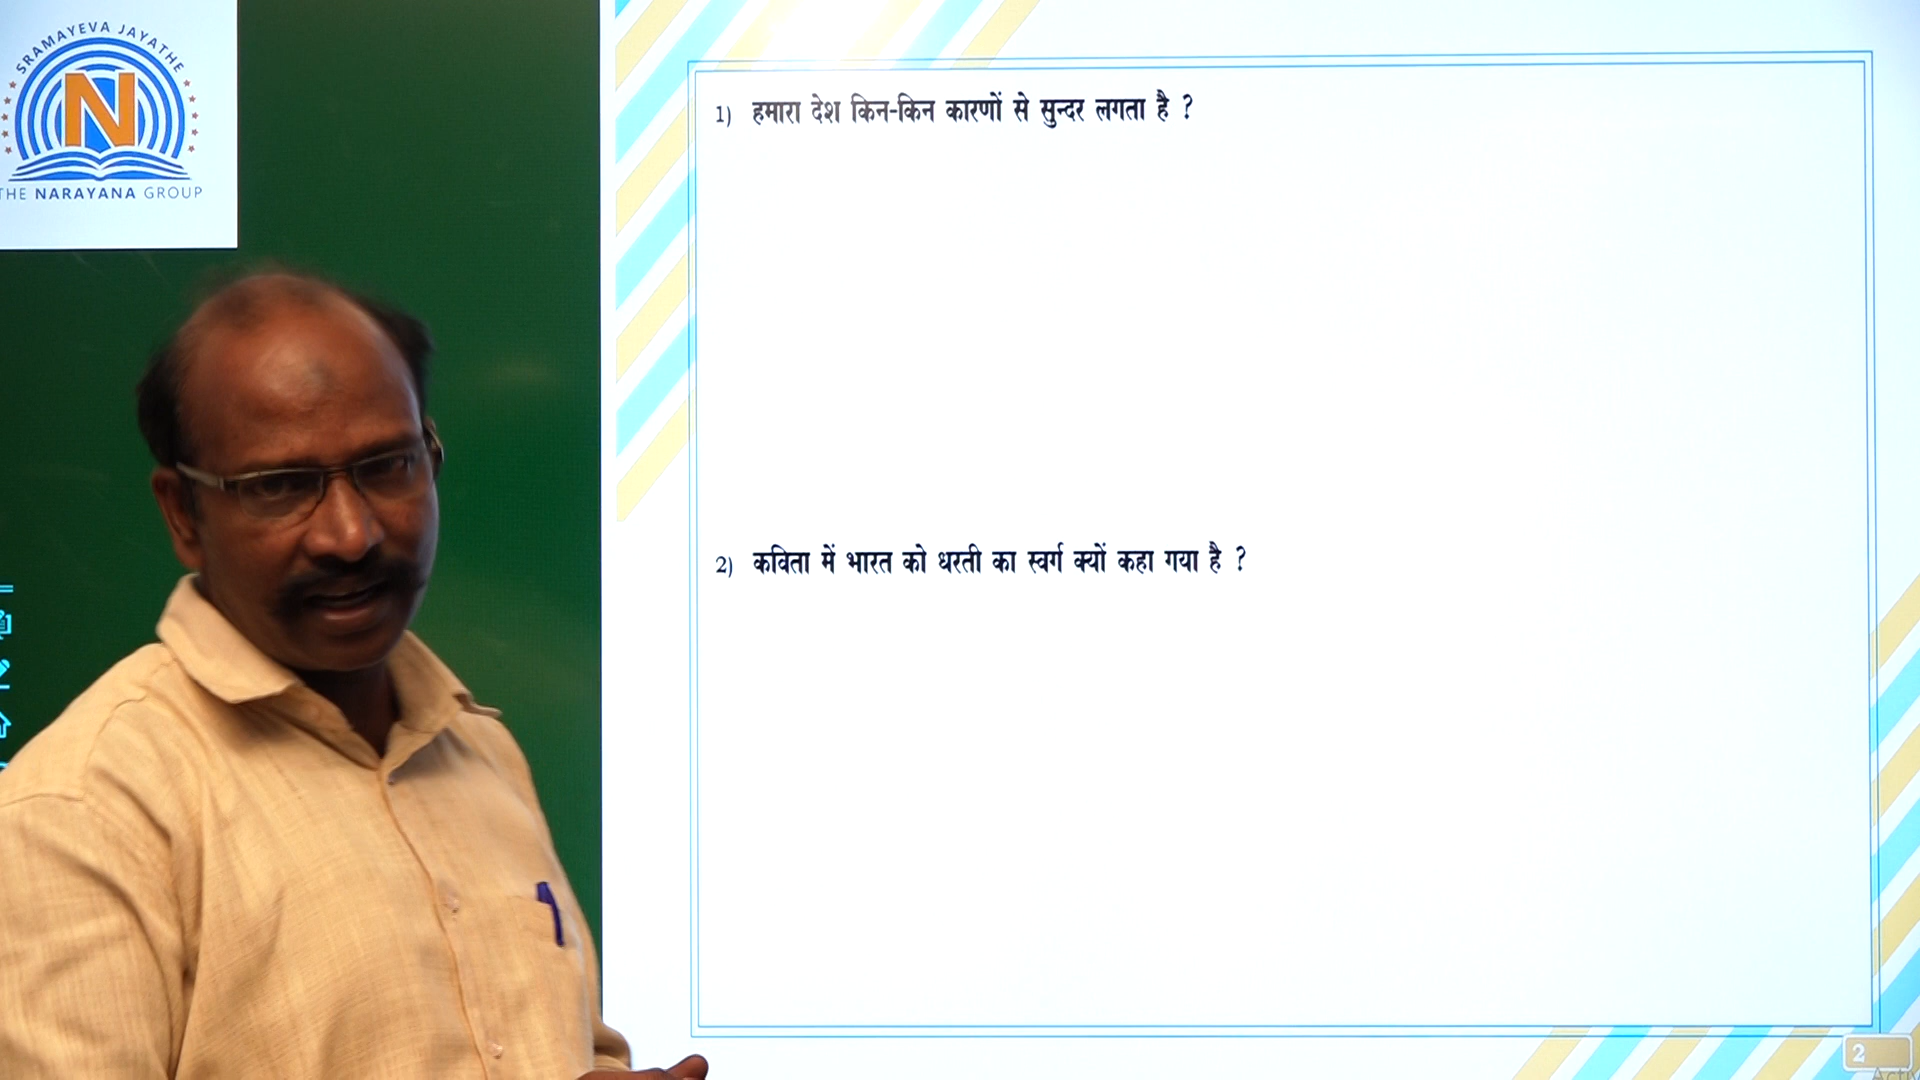 SRAMAYEVA JAYATHE
N
THE NARAYANA GROUP
1) हमारा देश किन-किन कारणों से सुन्दर लगता है ?
2) कविता में भारत को धरती का स्वर्ग क्यों कहा गया है ?
2